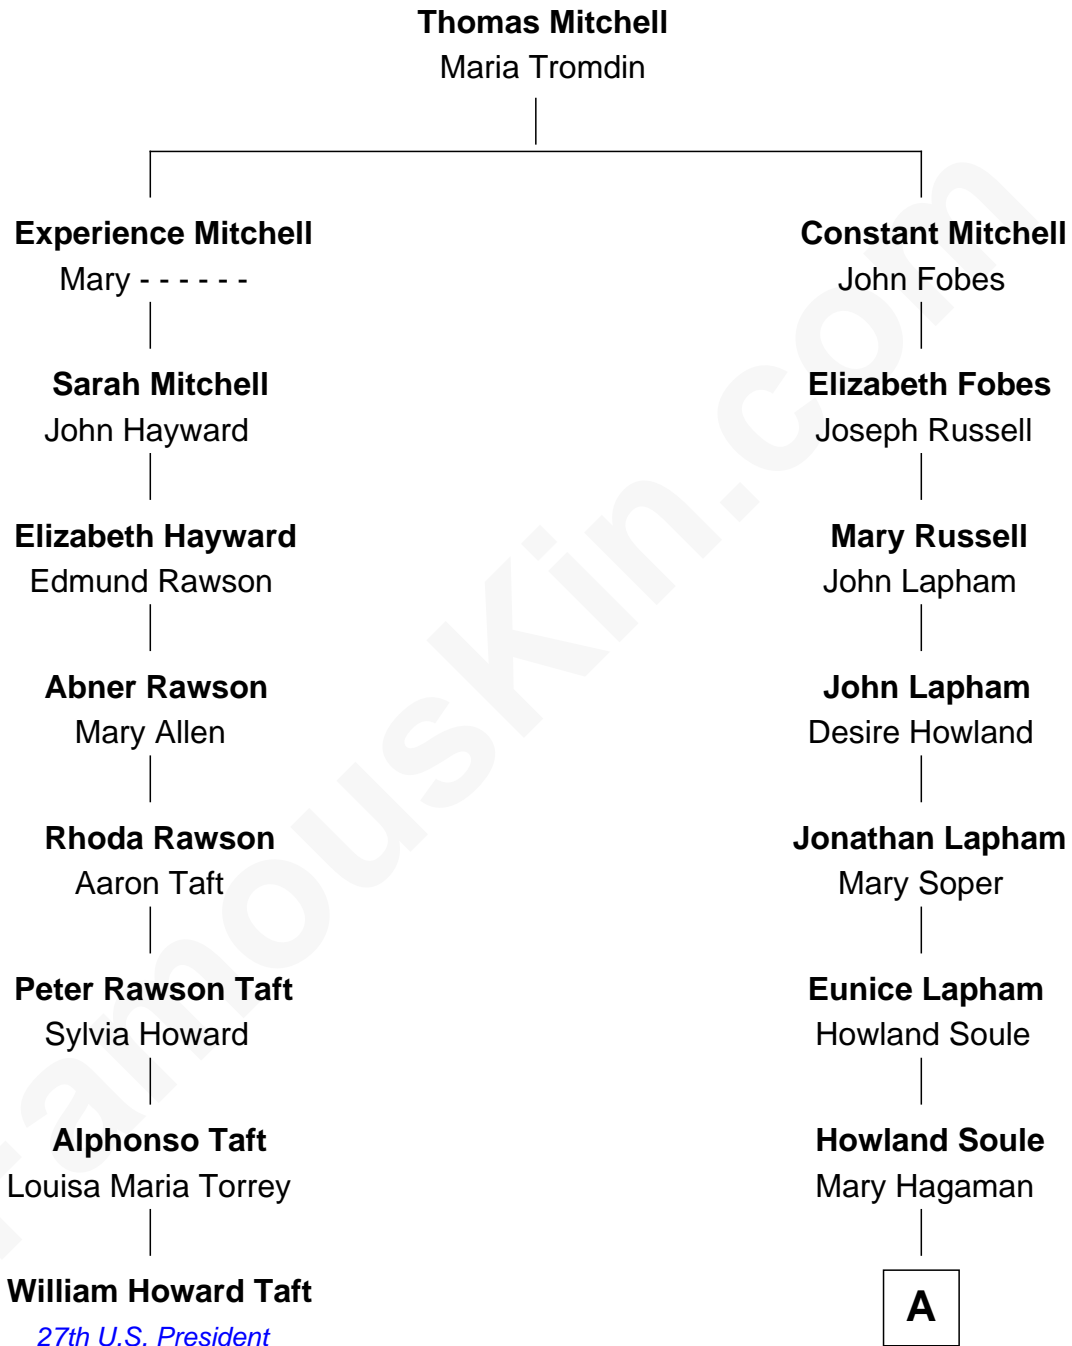 Thomas Mitchell
Maria Tromdin
Experience Mitchell
Mary - - - - - -
Constant Mitchell
John Fobes
Sarah Mitchell
John Hayward
Elizabeth Fobes
Joseph Russell
Elizabeth Hayward
Edmund Rawson
Mary Russell
John Lapham
Abner Rawson
Mary Allen
John Lapham
Desire Howland
Rhoda Rawson
Aaron Taft
Jonathan Lapham
Mary Soper
Peter Rawson Taft
Sylvia Howard
Eunice Lapham
Howland Soule
Alphonso Taft
Louisa Maria Torrey
Howland Soule
Mary Hagaman
William Howard Taft
27th U.S. President
A
FamousKin.com